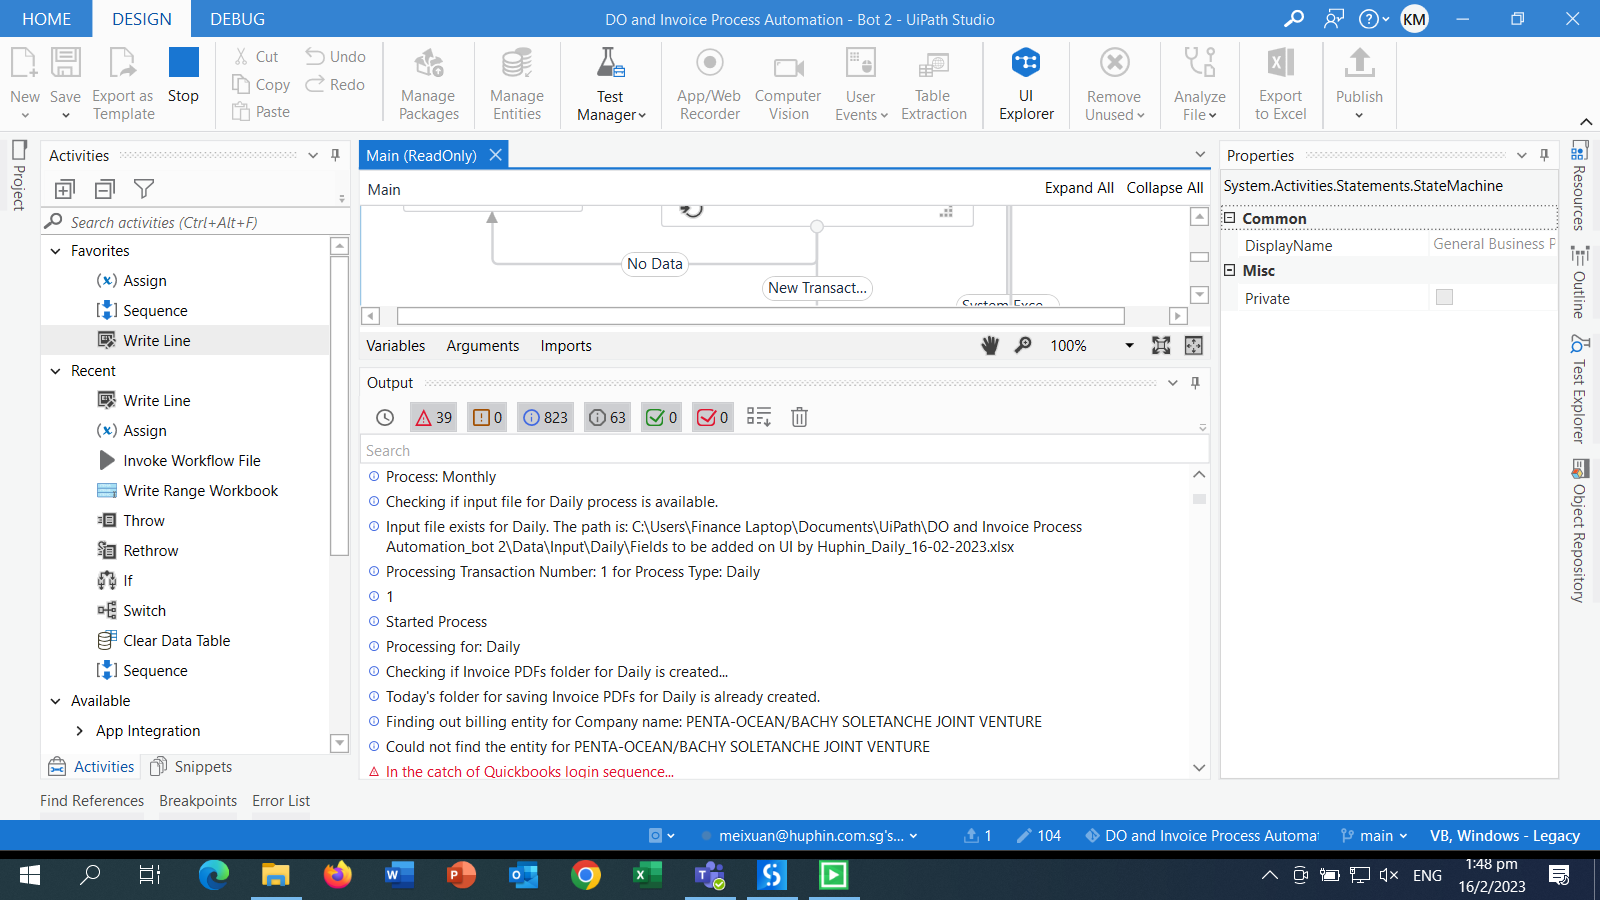 HOME DESIGN DEBUG DO and Invoice Process Automation - Bot 2 - UiPath Studio KM
New Save Export as Template Stop Cut Copy Paste Undo Redo Manage Packages Manage Entities Test Manager App/Web Recorder Computer Vision User Events Table Extraction UI Explorer Remove Unused Analyze File Export to Excel Publish
Project
Activities
Search activities (Ctrl+Alt+F)
Favorites
Assign
Sequence
Write Line
Recent
Write Line
Assign
Invoke Workflow File
Write Range Workbook
Throw
Rethrow
If
Switch
Clear Data Table
Sequence
Available
App Integration
Activities Snippets
Main (ReadOnly)
Main Expand All Collapse All
No Data
New Transact...
System Exce...
Variables Arguments Imports 100%
Output
39 0 823 63 0 0
Search
Process: Monthly
Checking if input file for Daily process is available.
Input file exists for Daily. The path is: C:\Users\Finance Laptop\Documents\UiPath\DO and Invoice Process
Automation_bot 2\Data\Input\Daily\Fields to be added on UI by Huphin_Daily_16-02-2023.xlsx
Processing Transaction Number: 1 for Process Type: Daily
1
Started Process
Processing for: Daily
Checking if Invoice PDFs folder for Daily is created...
Today's folder for saving Invoice PDFs for Daily is already created.
Finding out billing entity for Company name: PENTA-OCEAN/BACHY SOLETANCHE JOINT VENTURE
Could not find the entity for PENTA-OCEAN/BACHY SOLETANCHE JOINT VENTURE
In the catch of Quickbooks login sequence...
Properties
System.Activities.Statements.StateMachine
Common
DisplayName General Business P
Misc
Private
Resources
Outline
Test Explorer
Object Repository
Find References Breakpoints Error List
meixuan@huphin.com.sg's... 1 104 DO and Invoice Process Automat main VB, Windows - Legacy
ENG 1:48 pm
16/2/2023